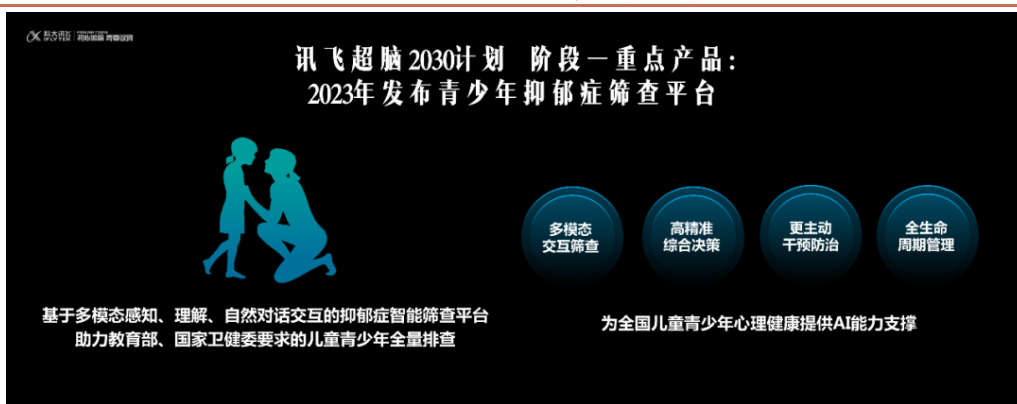 科大讯飞
iFLYTEK
讯飞超脑2030计划 阶段一重点产品：
2023年发布青少年抑郁症筛查平台
多模态
交互筛查
高精准
综合决策
更主动
干预防治
全生命
周期管理
基于多模态感知、理解、自然对话交互的抑郁症智能筛查平台
助力教育部、国家卫健委要求的儿童青少年全量排查
为全国儿童青少年心理健康提供AI能力支撑